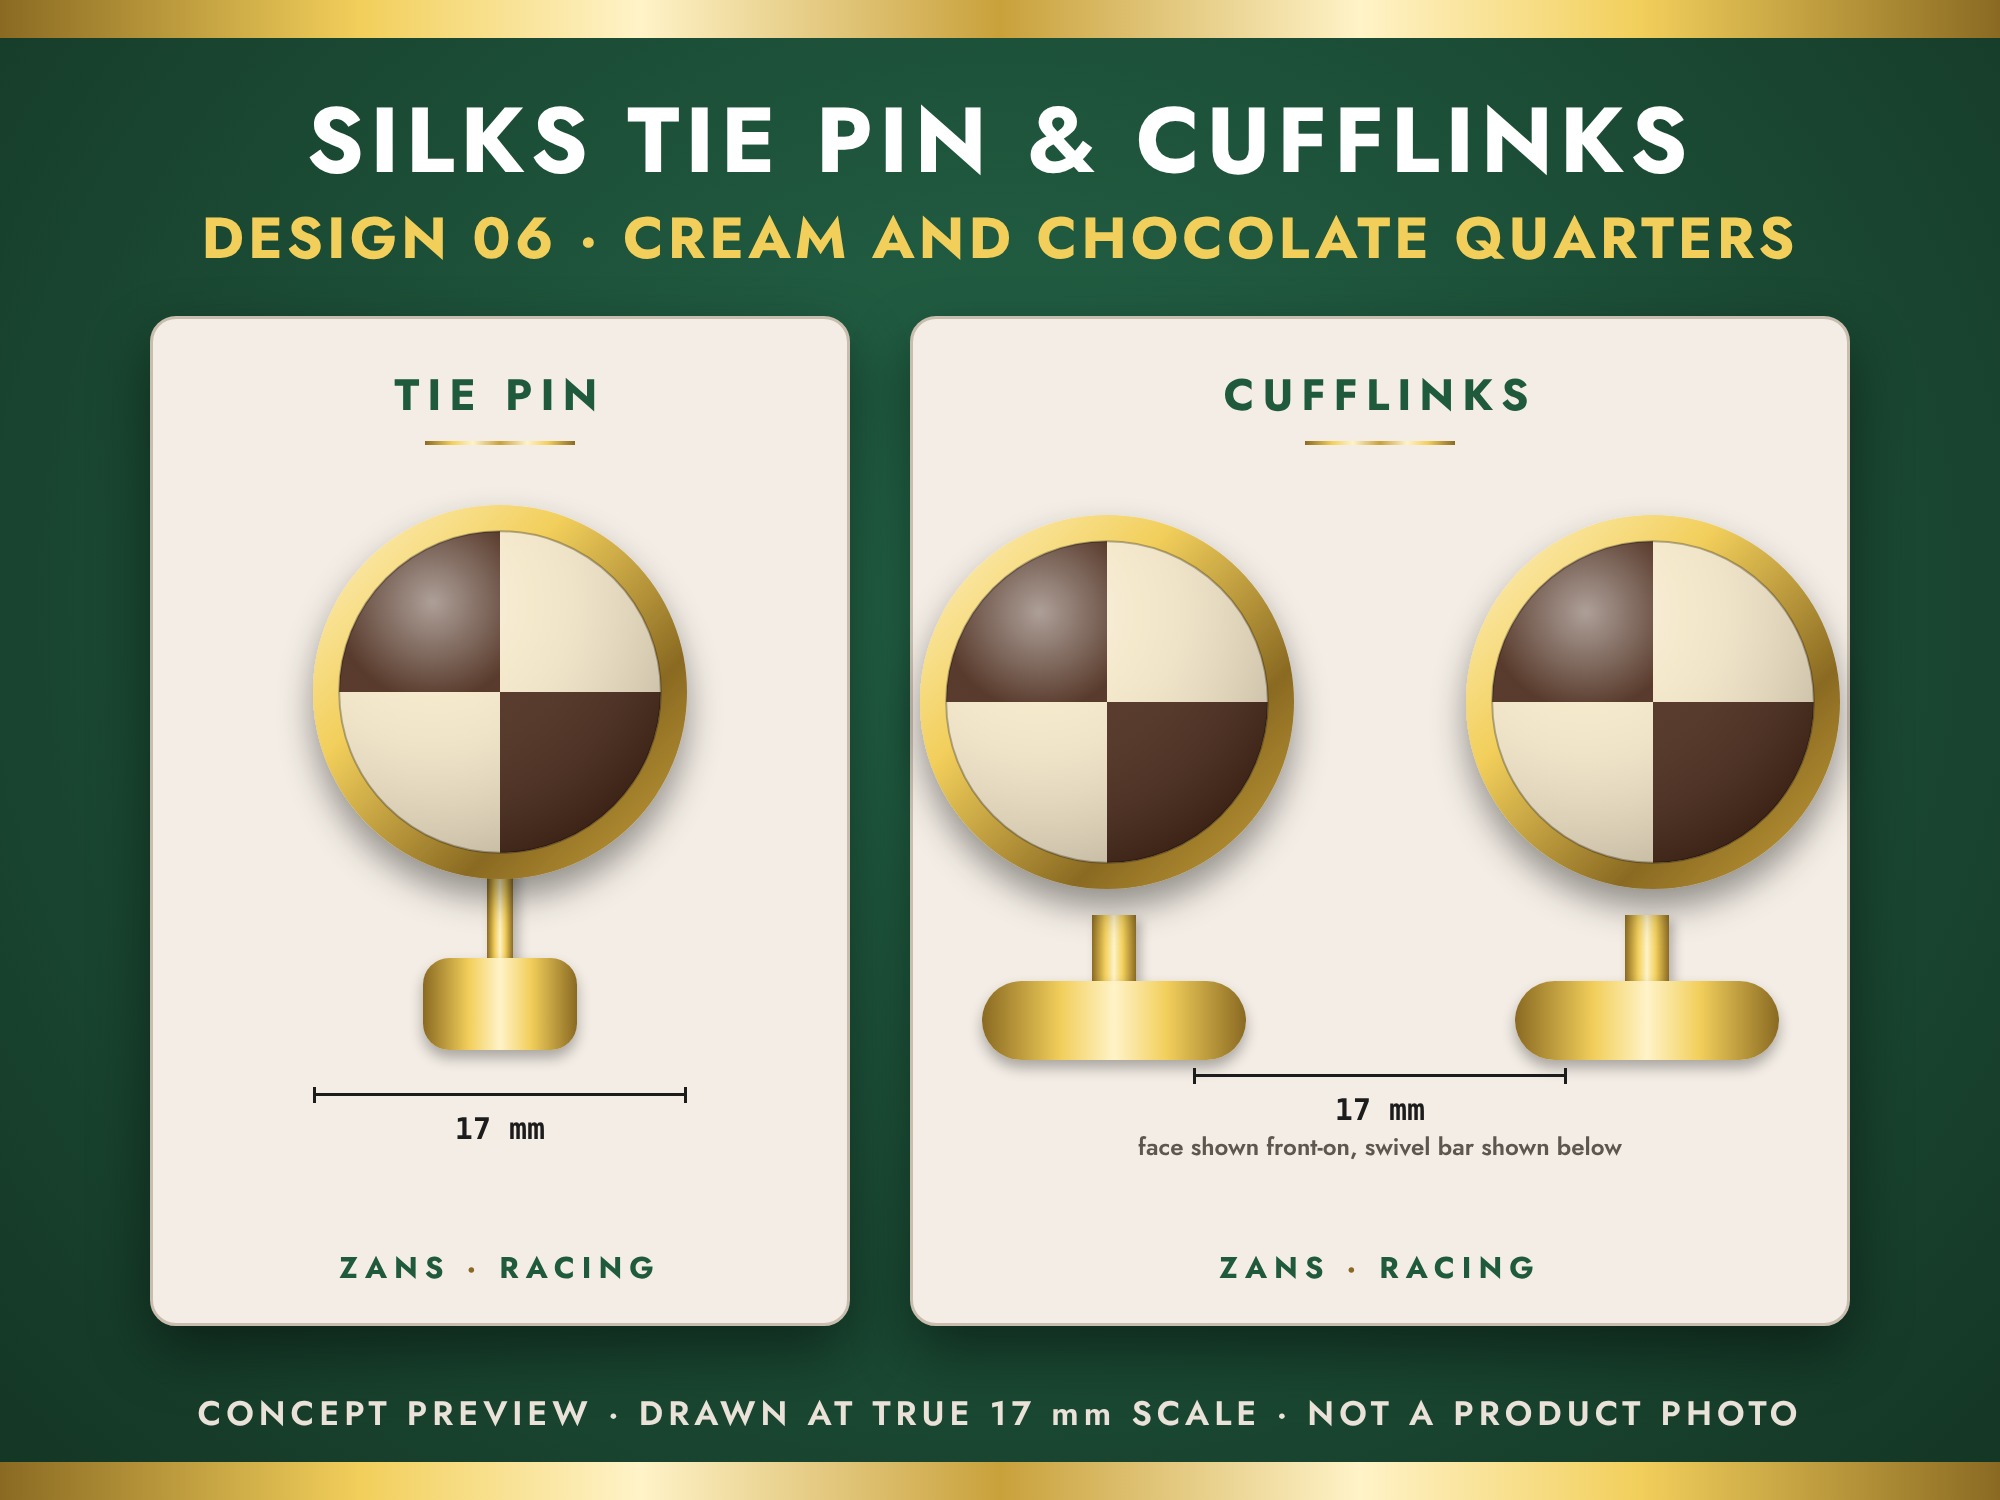 SILKS TIE PIN & CUFFLINKS
DESIGN 06 · CREAM AND CHOCOLATE QUARTERS
TIE PIN
17 mm
ZANS · RACING
CUFFLINKS
17 mm
face shown front-on, swivel bar shown below
ZANS · RACING
CONCEPT PREVIEW · DRAWN AT TRUE 17 mm SCALE · NOT A PRODUCT PHOTO